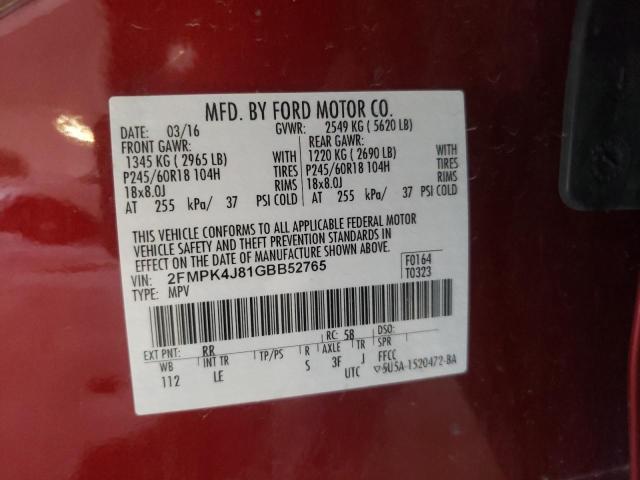 MFD. BY FORD MOTOR CO.
DATE: 03/16 GVWR: 2549 KG (5620 LB)
FRONT GAWR: REAR GAWR:
1345 KG (2965 LB) WITH 1220 KG (2690 LB) WITH
P245/60R18 104H TIRES P245/60R18 104H TIRES
18x8.0J RIMS 18x8.0J RIMS
AT 255 kPa/ 37 PSI COLD AT 255 kPa/ 37 PSI COLD
THIS VEHICLE CONFORMS TO ALL APPLICABLE FEDERAL MOTOR
VEHICLE SAFETY AND THEFT PREVENTION STANDARDS IN
EFFECT ON THE DATE OF MANUFACTURE SHOWN ABOVE.
VIN: 2FMPK4J81GBB52765 F0164
TYPE: MPV T0323
EXT PNT: RR RC: 58 DSO:
WB INT TR TP/PS R AXLE TR SPR
112 LE S 3F J FFCC
UTC 5U5A-1520472-BA